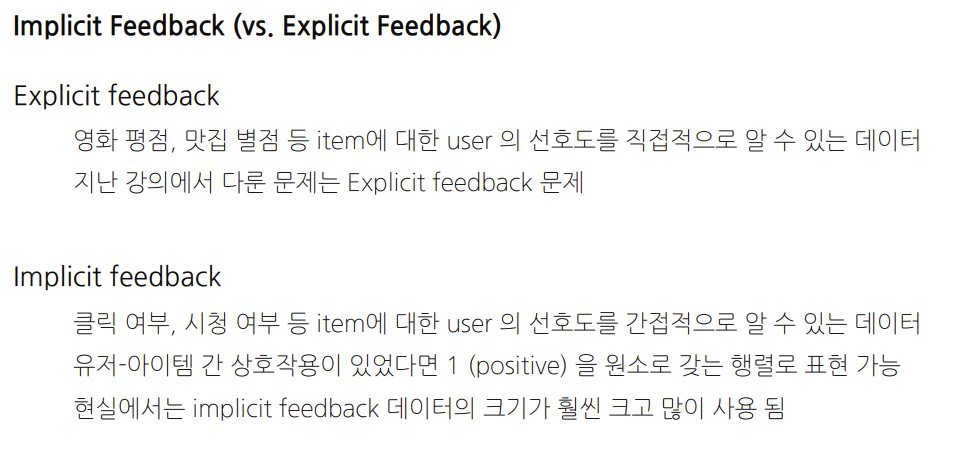 Implicit Feedback (vs. Explicit Feedback)
Explicit feedback
영화 평점, 맛집 별점 등 item에 대한 user 의 선호도를 직접적으로 알 수 있는 데이터
지난 강의에서 다룬 문제는 Explicit feedback 문제
Implicit feedback
클릭 여부, 시청 여부 등 item에 대한 user 의 선호도를 간접적으로 알 수 있는 데이터
유저-아이템 간 상호작용이 있었다면 1 (positive) 을 원소로 갖는 행렬로 표현 가능
현실에서는 implicit feedback 데이터의 크기가 훨씬 크고 많이 사용 됨